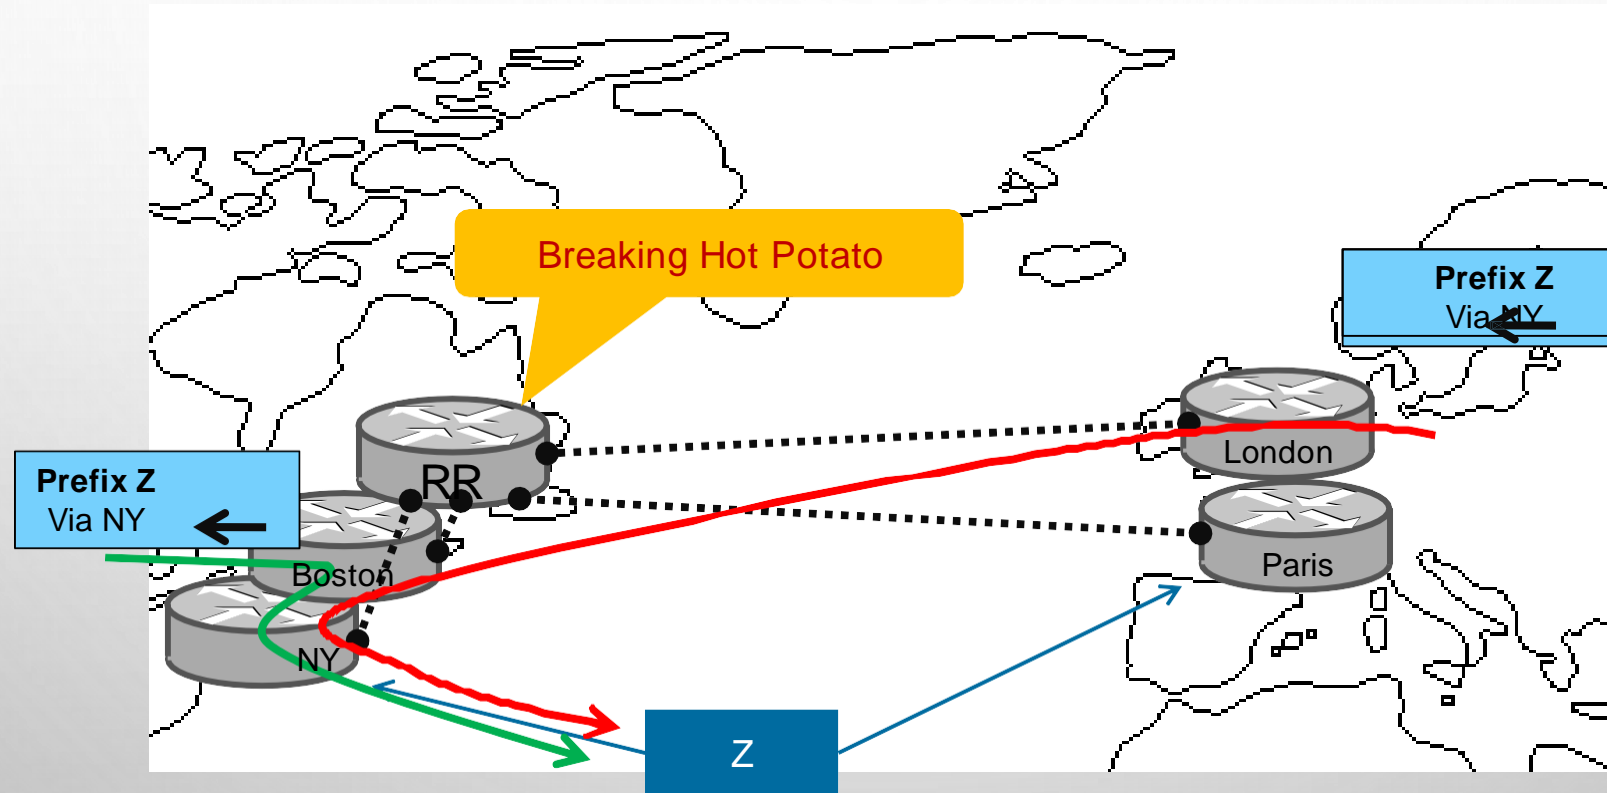 Breaking Hot Potato
Prefix Z
Via NY
RR
London
Prefix Z
Via NY
Boston
Paris
NY
Z